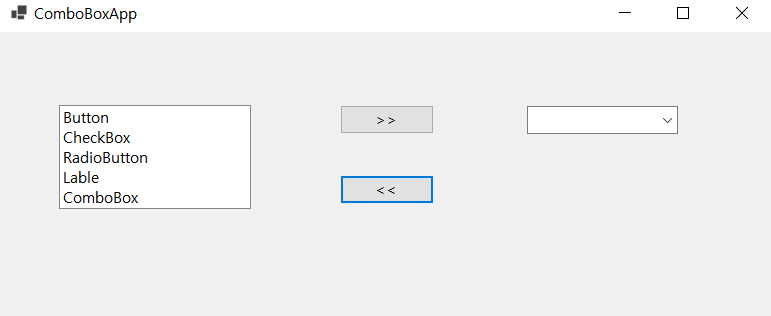 ComboBoxApp
Button
CheckBox
RadioButton
Lable
ComboBox
>>
<<